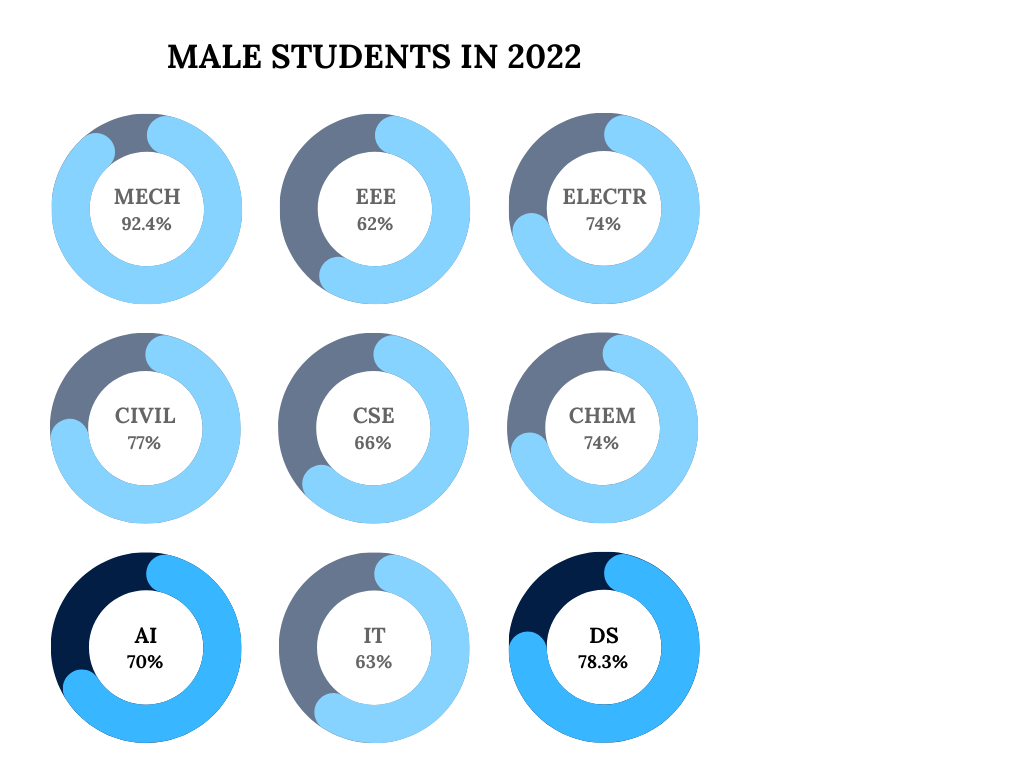 MALE STUDENTS IN 2022
MECH
92.4%
EEE
62%
ELECTR
74%
CIVIL
77%
CSE
66%
CHEM
74%
AI
70%
IT
63%
DS
78.3%